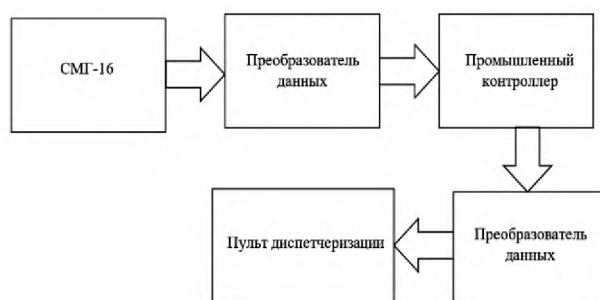 СМГ-16
Преобразователь
данных
Промышленный
контроллер
Преобразователь
данных
Пульт диспетчеризации